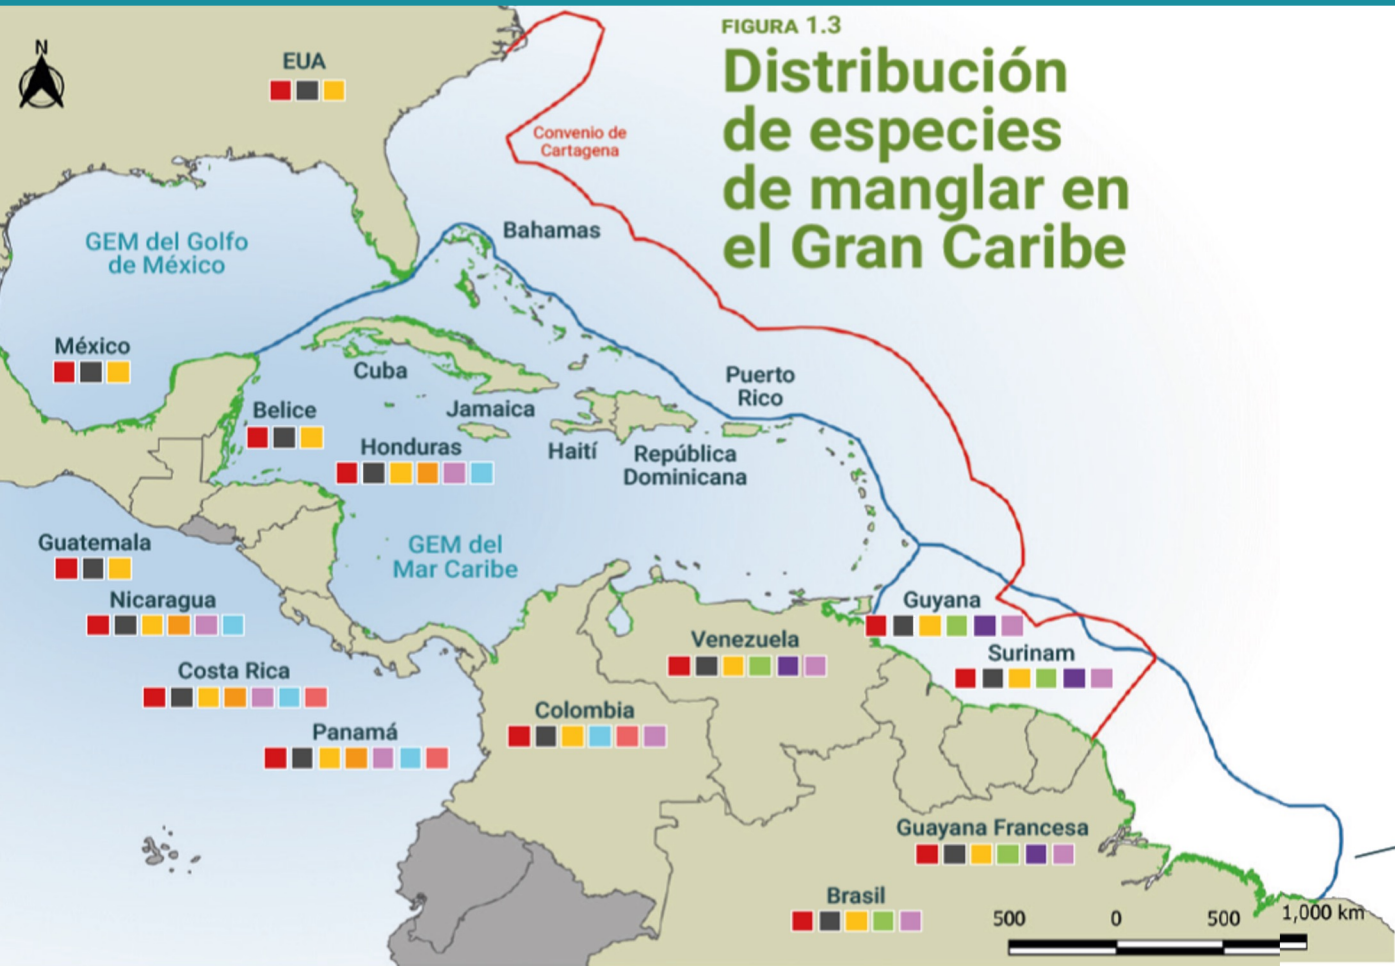 FIGURA 1.3
Distribución
de especies
de manglar en
el Gran Caribe
N
EUA
Convenio de
Cartagena
Bahamas
GEM del Golfo
de México
México
Cuba
Puerto
Rico
Belice
Jamaica
Honduras
Haití
República
Dominicana
Guatemala
GEM del
Mar Caribe
Nicaragua
Guyana
Venezuela
Surinam
Costa Rica
Colombia
Panamá
Guayana Francesa
Brasil
500 0 500 1,000 km